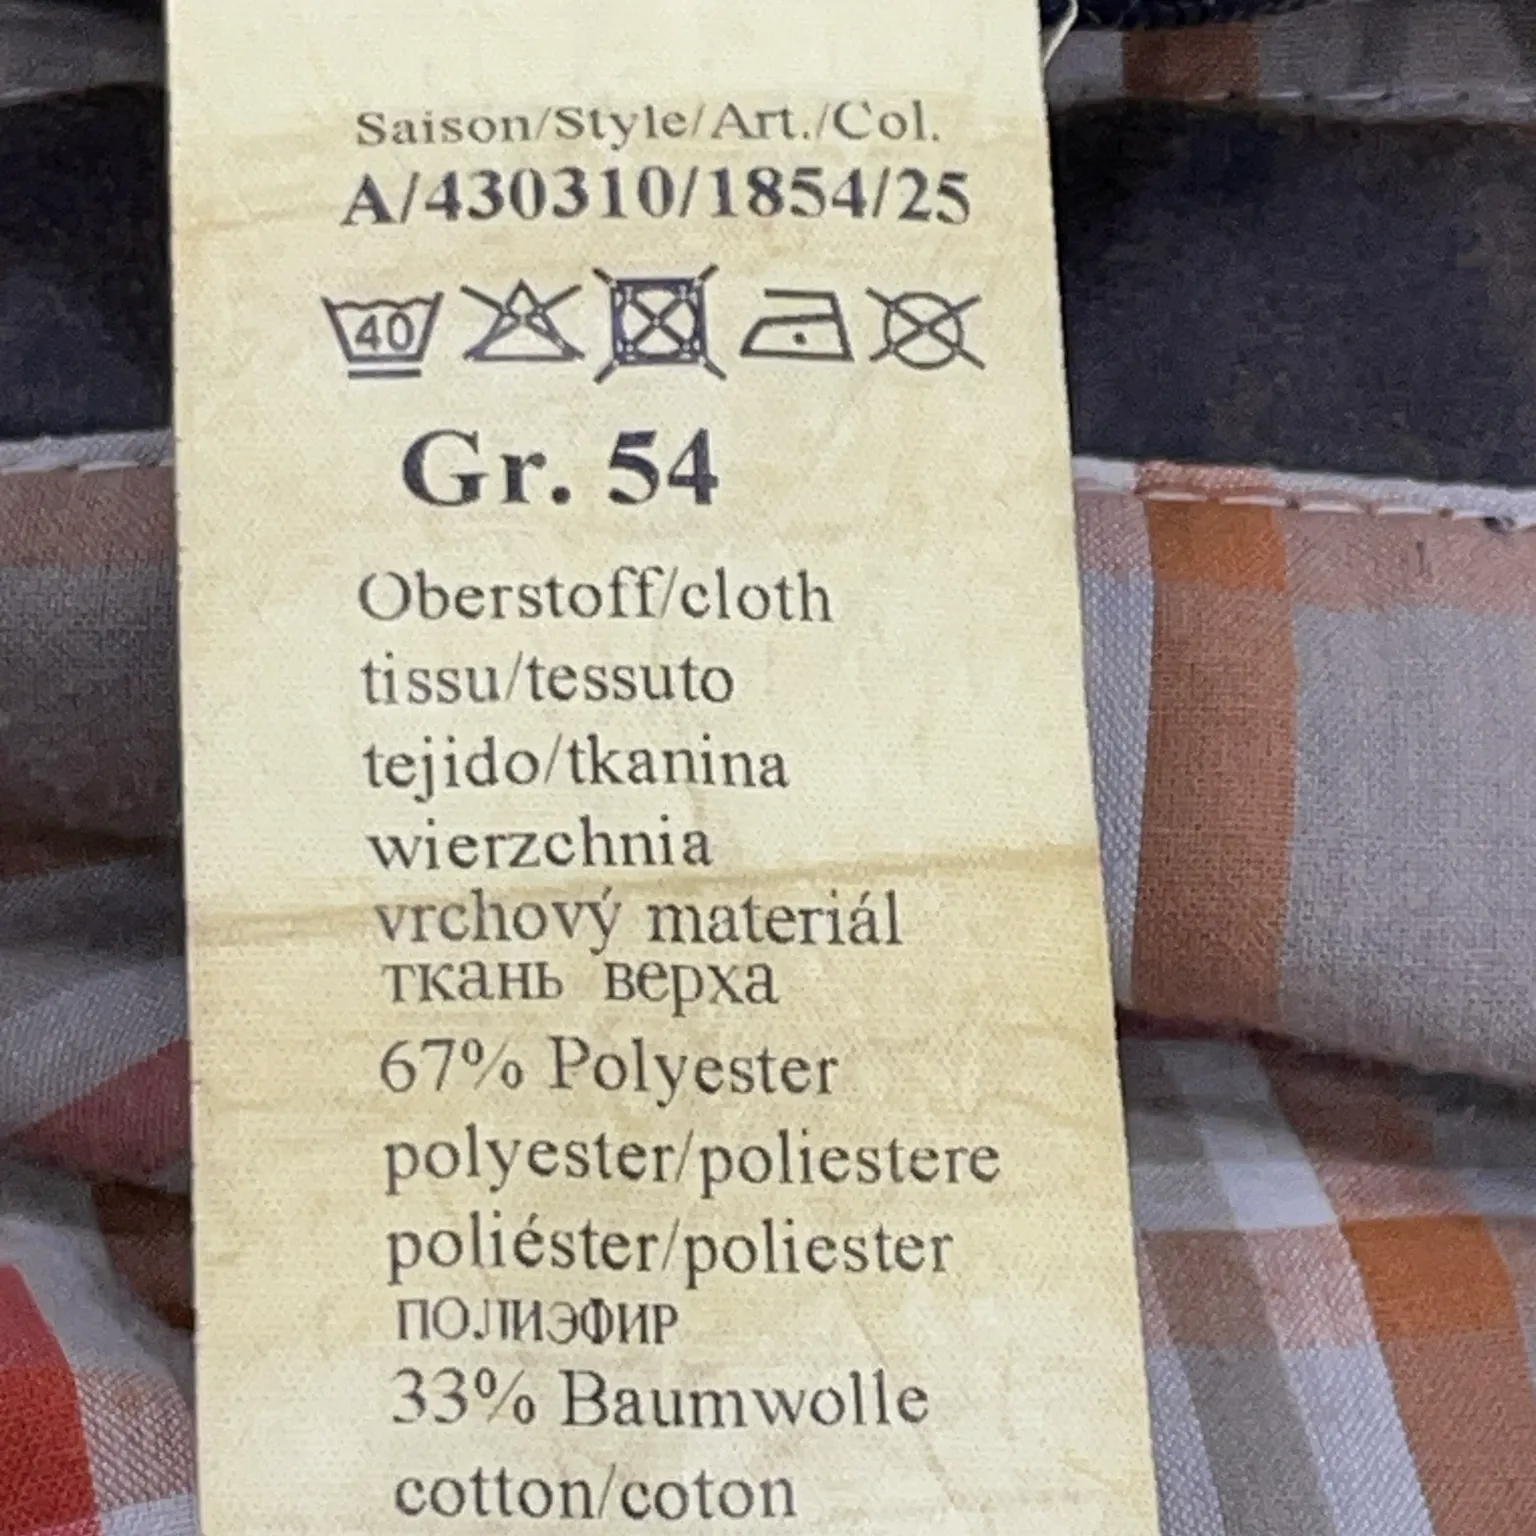 Saison/Style/Art./Col.
A/430310/1854/25
40
Gr. 54
Oberstoff/cloth
tissu/tessuto
tejido/tkanina
wierzchnia
vrchový materiál
ткань верха
67% Polyester
polyester/poliestere
poliéster/poliester
полиэфир
33% Baumwolle
cotton/coton